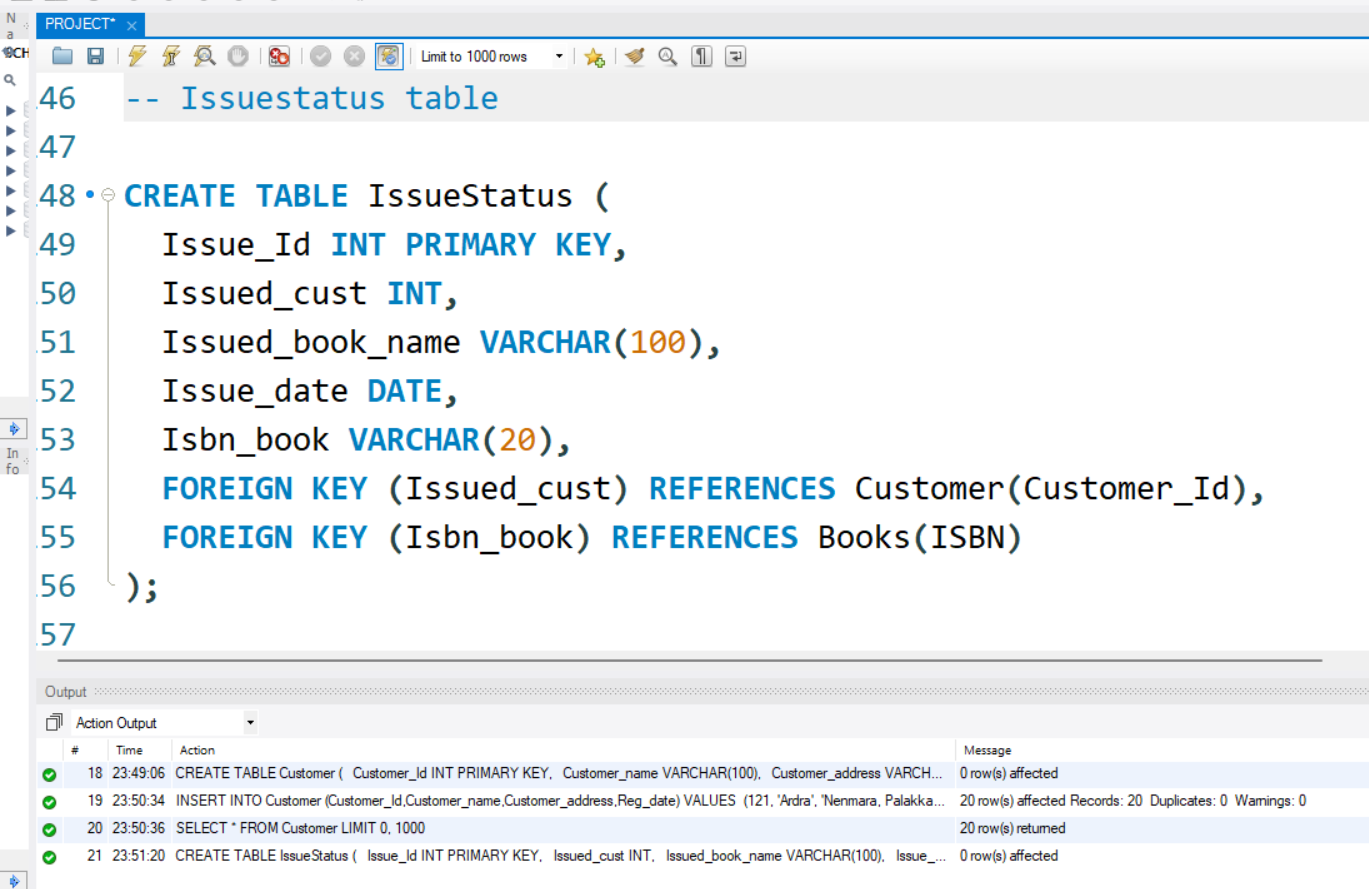 N
a
PROJECT* ×
SCH
Limit to 1000 rows
46 -- Issuestatus table
47
48 CREATE TABLE IssueStatus (
49 Issue_Id INT PRIMARY KEY,
50 Issued_cust INT,
51 Issued_book_name VARCHAR(100),
52 Issue_date DATE,
53 Isbn_book VARCHAR(20),
54 FOREIGN KEY (Issued_cust) REFERENCES Customer(Customer_Id),
55 FOREIGN KEY (Isbn_book) REFERENCES Books(ISBN)
56 );
57
In
fo
Output
Action Output
# Time Action Message
18 23:49:06 CREATE TABLE Customer ( Customer_Id INT PRIMARY KEY, Customer_name VARCHAR(100), Customer_address VARCH... 0 row(s) affected
19 23:50:34 INSERT INTO Customer (Customer_Id,Customer_name,Customer_address,Reg_date) VALUES (121, 'Ardra', 'Nenmara, Palakka... 20 row(s) affected Records: 20 Duplicates: 0 Warnings: 0
20 23:50:36 SELECT * FROM Customer LIMIT 0, 1000 20 row(s) returned
21 23:51:20 CREATE TABLE IssueStatus ( Issue_Id INT PRIMARY KEY, Issued_cust INT, Issued_book_name VARCHAR(100), Issue_... 0 row(s) affected